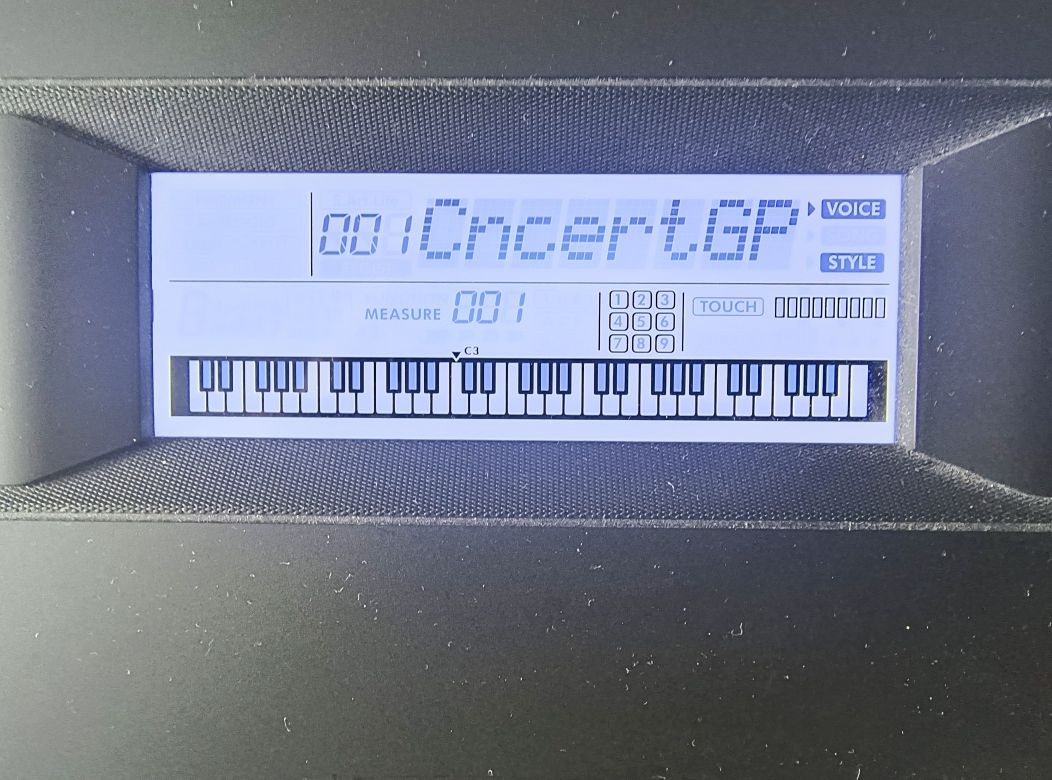 001 CncertGP VOICE
STYLE
MEASURE 001
1 2 3
4 5 6
7 8 9
TOUCH
C3